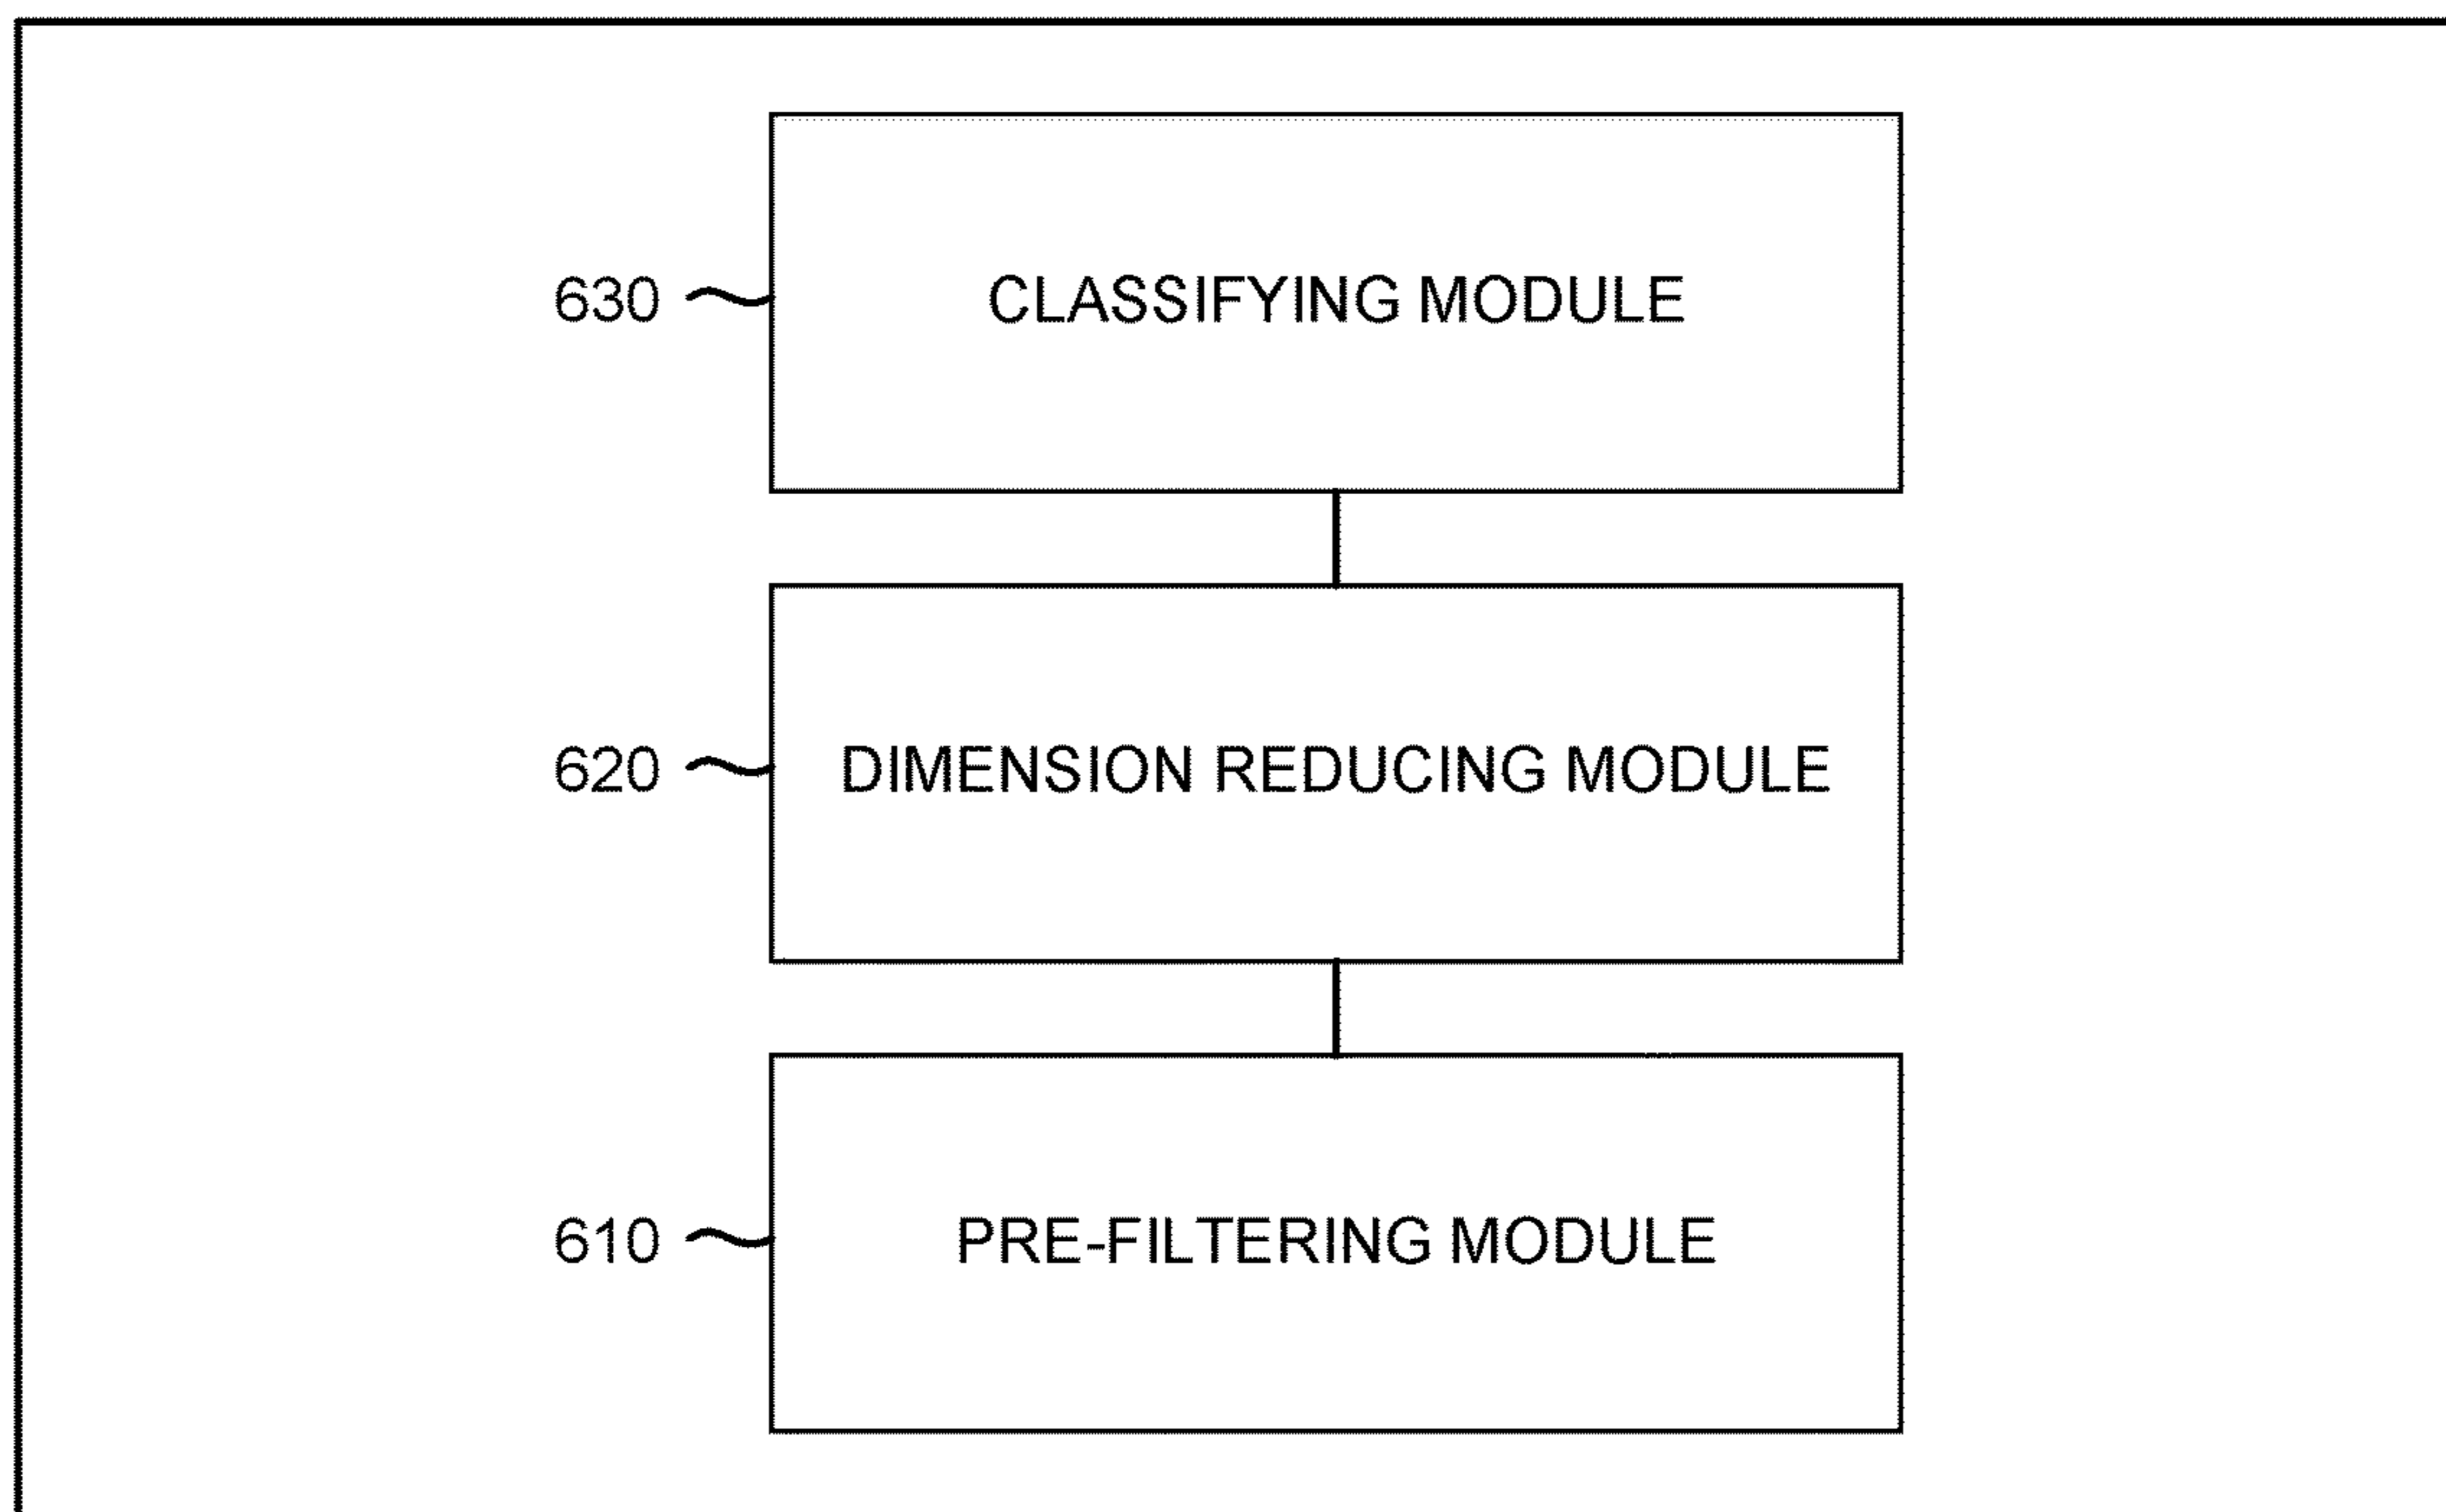 630 CLASSIFYING MODULE
620 DIMENSION REDUCING MODULE
610 PRE-FILTERING MODULE